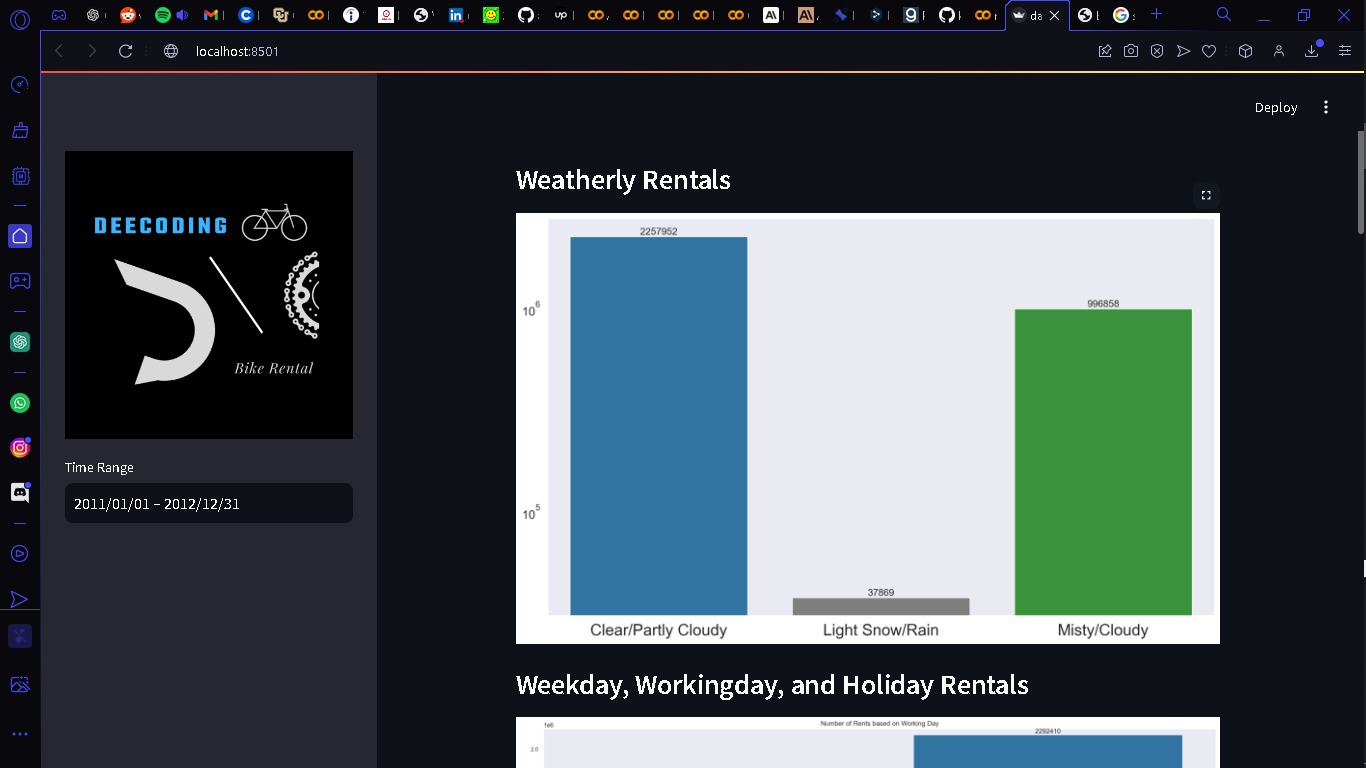 da
localhost:8501
Deploy
DEECODING
Bike Rental
Time Range
2011/01/01 – 2012/12/31
Weatherly Rentals
2257952
996858
10^6
10^5
37869
Clear/Partly Cloudy
Light Snow/Rain
Misty/Cloudy
Weekday, Workingday, and Holiday Rentals
1e6
Number of Rents based on Working Day
2292410
2.0